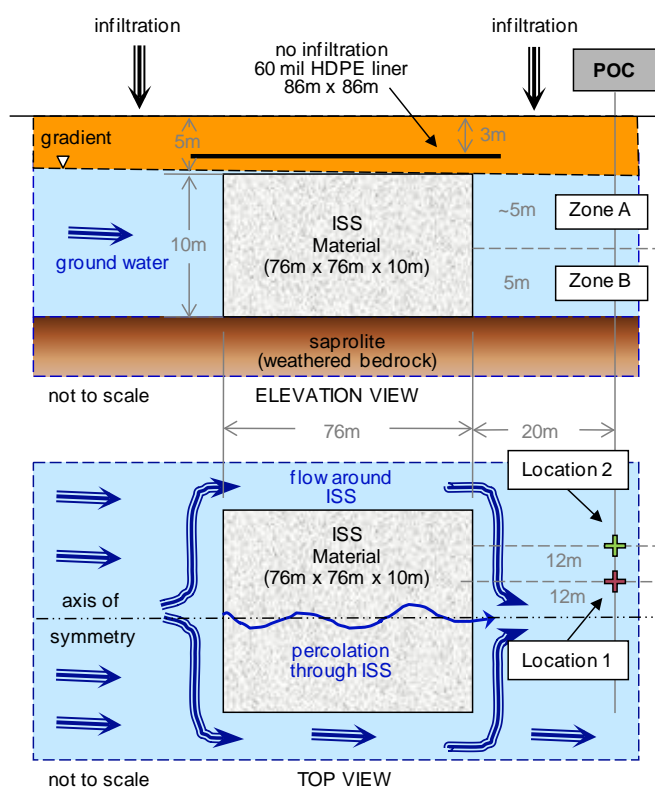 infiltration
infiltration
no infiltration
60 mil HDPE liner
86m x 86m
POC
gradient
5m
3m
ISS
Material
(76m x 76m x 10m)
~5m
Zone A
10m
ground water
5m
Zone B
saprolite
(weathered bedrock)
not to scale
ELEVATION VIEW
76m
20m
flow around
ISS
Location 2
ISS
Material
(76m x 76m x 10m)
12m
axis of
symmetry
12m
percolation
through ISS
Location 1
not to scale
TOP VIEW